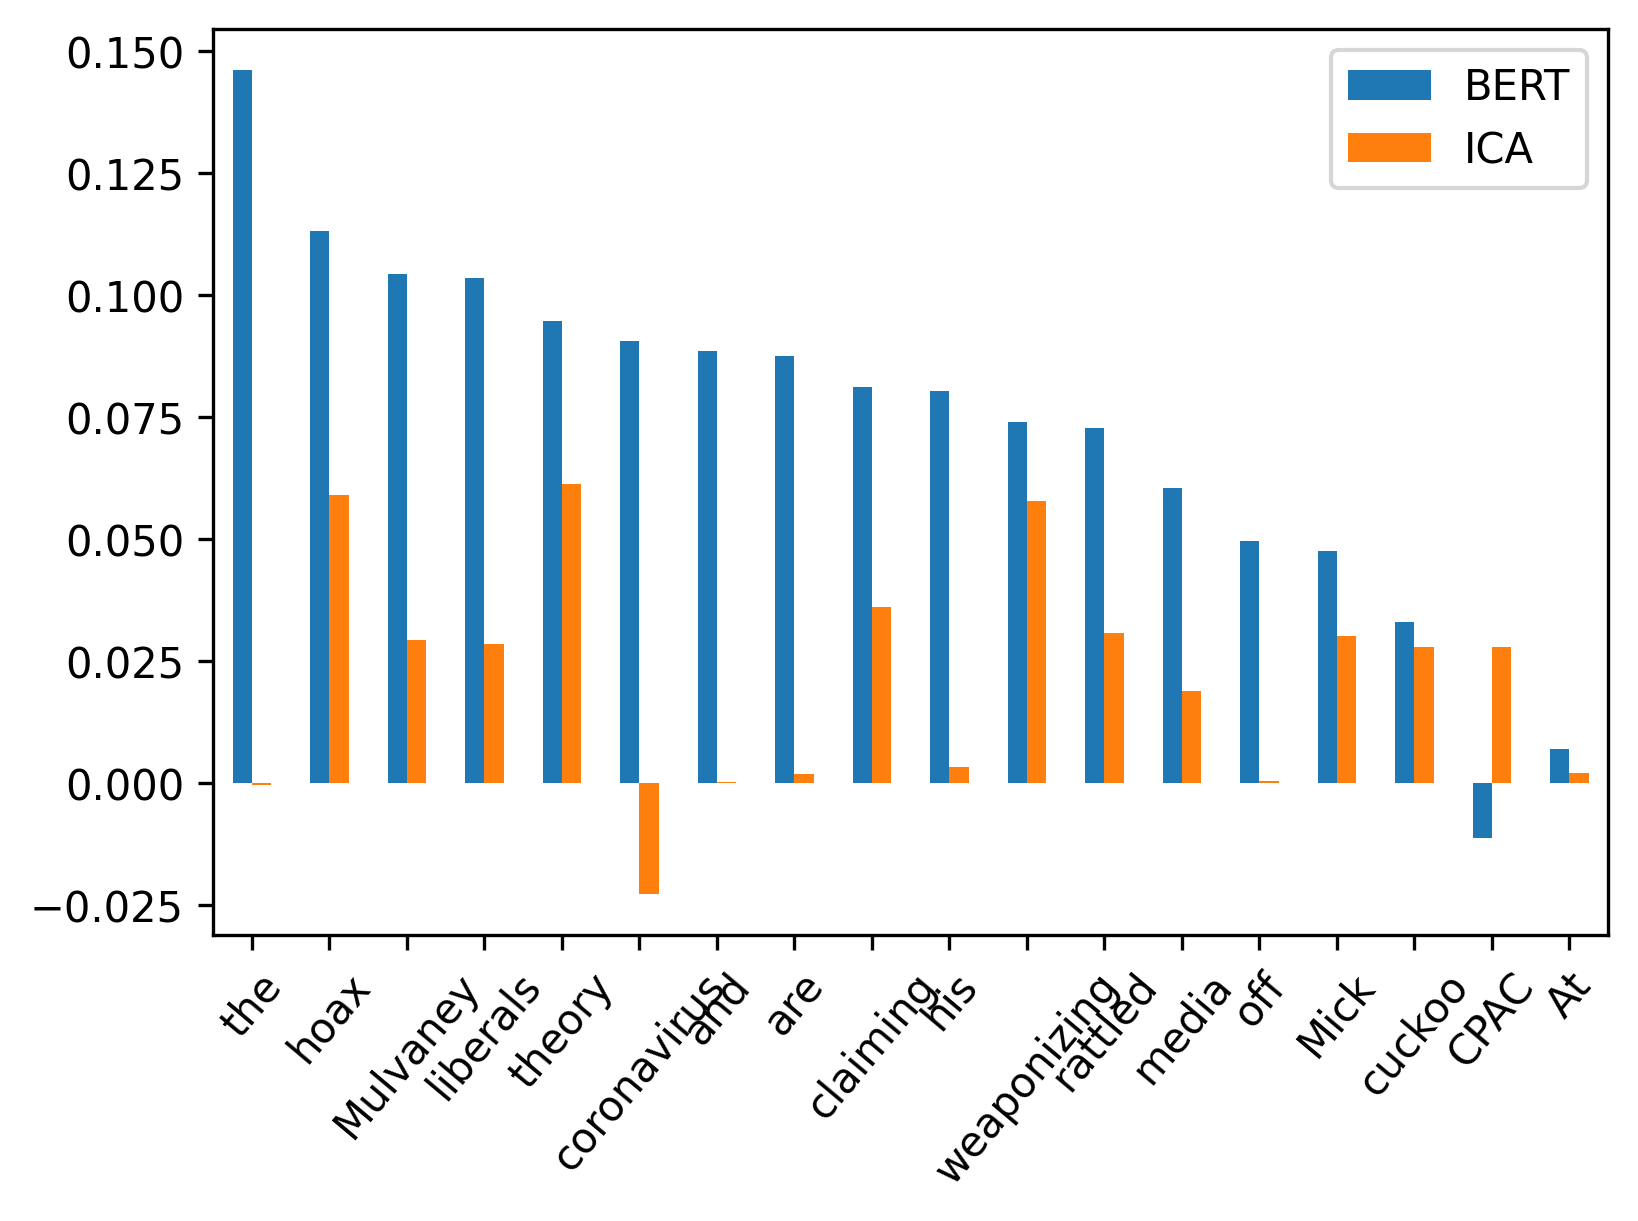 0.150
0.125
0.100
0.075
0.050
0.025
0.000
−0.025
BERT
ICA
the
hoax
Mulvaney
liberals
theory
coronavirus
and
are
claiming
his
weaponizing
rattled
media
off
Mick
cuckoo
CPAC
At